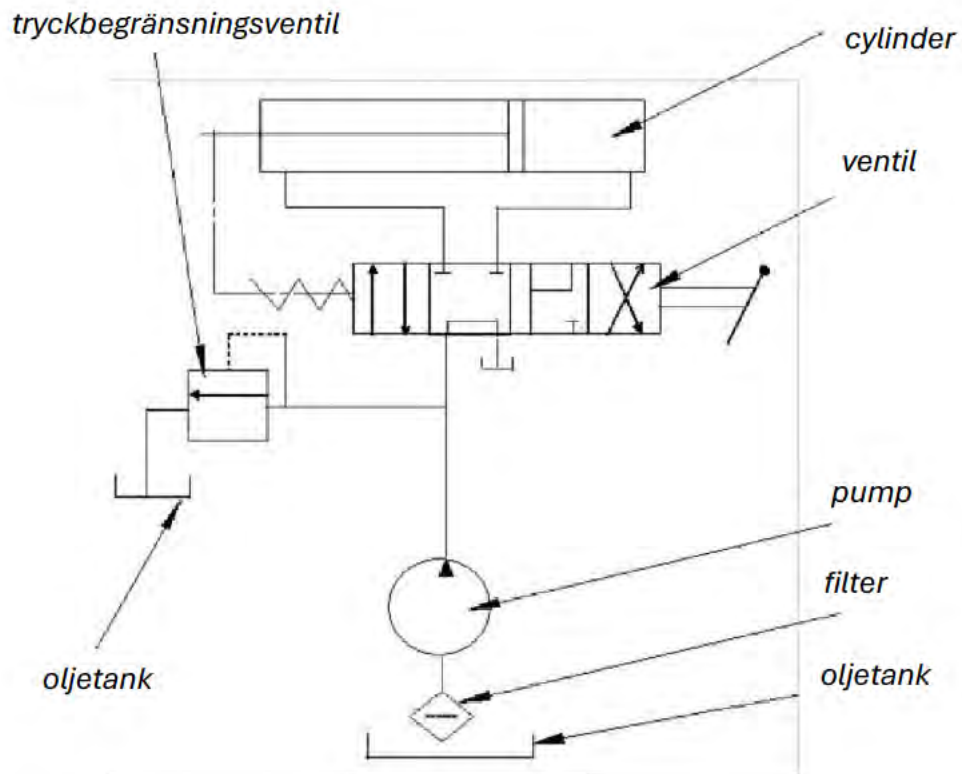 tryckbegränsningsventil
cylinder
ventil
pump
filter
oljetank
oljetank